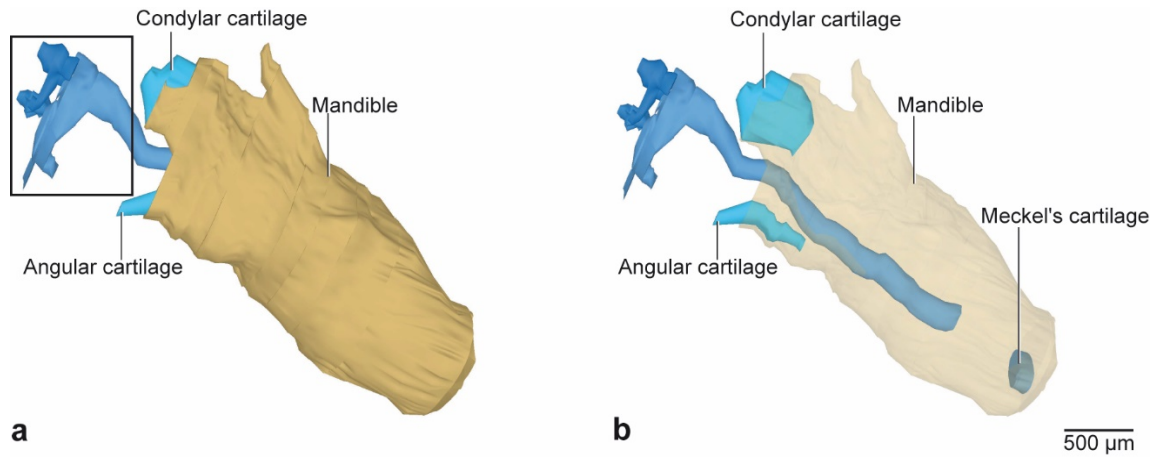 Condylar cartilage
Mandible
Angular cartilage
a
Condylar cartilage
Mandible
Meckel's cartilage
Angular cartilage
b
500 µm